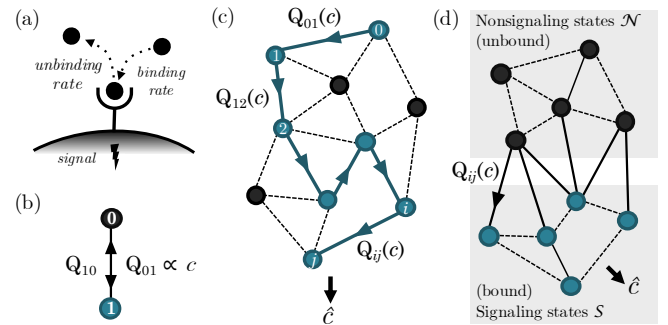 (a)
unbinding
rate
binding
rate
signal
(b)
0
Q10
Q01 ∝ c
1
(c)
Q01(c)
0
1
Q12(c)
2
i
Qij(c)
j
ĉ
(d)
Nonsignaling states 𝒩
(unbound)
Qij(c)
ĉ
(bound)
Signaling states 𝒮